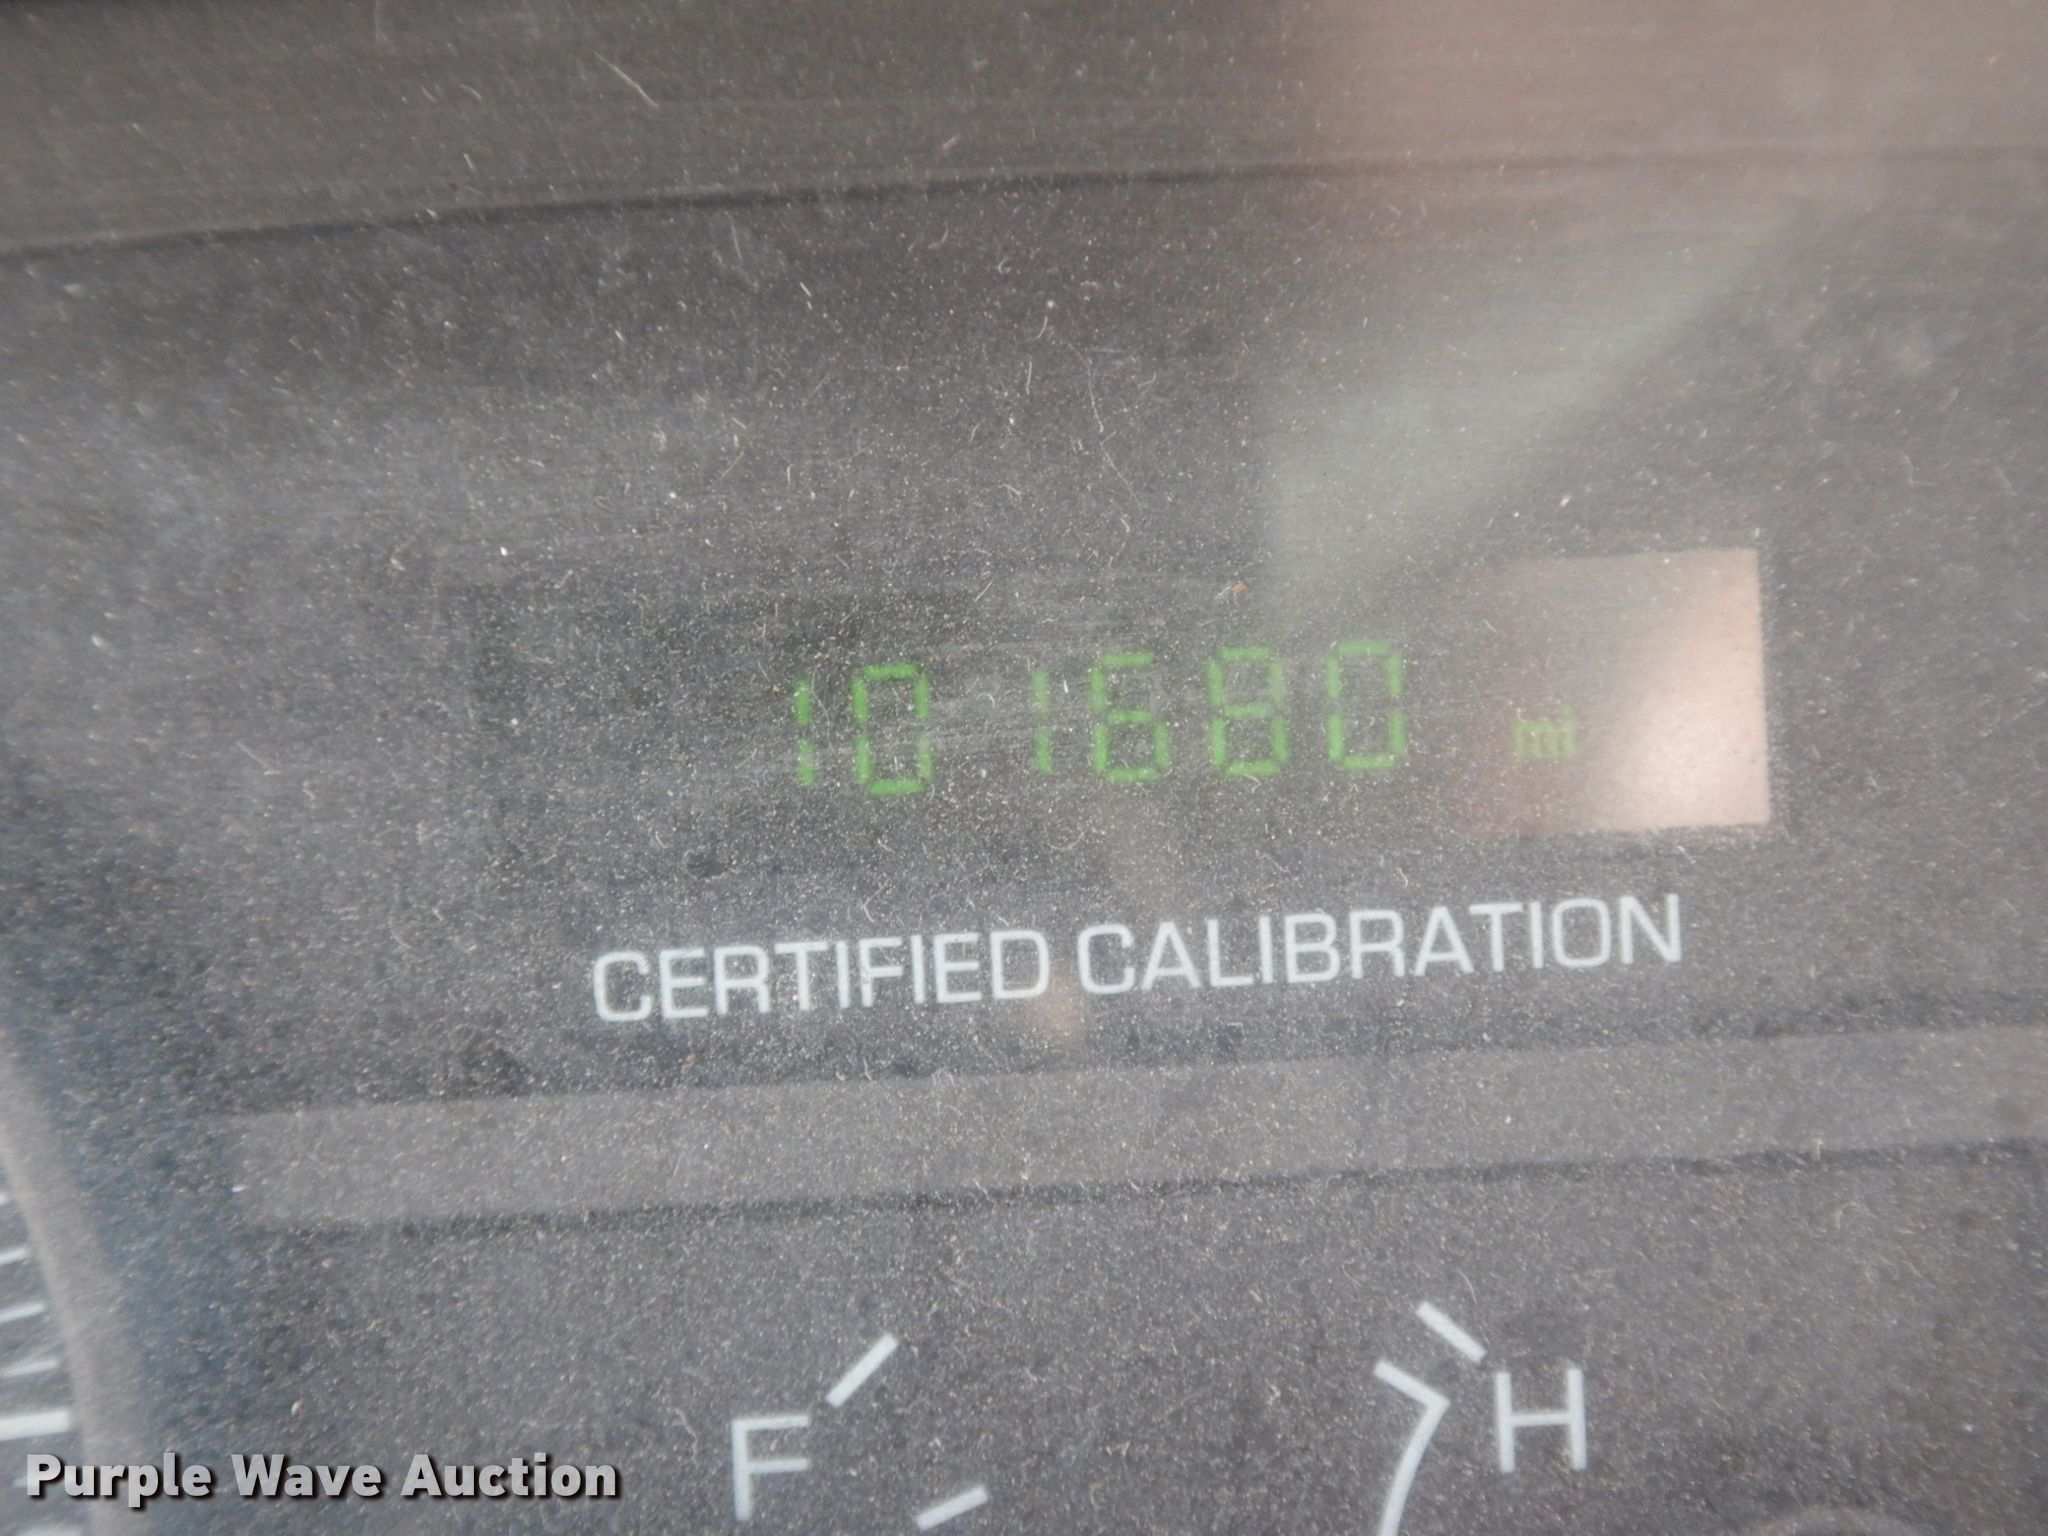 101680 mi
CERTIFIED CALIBRATION
F H
Purple Wave Auction